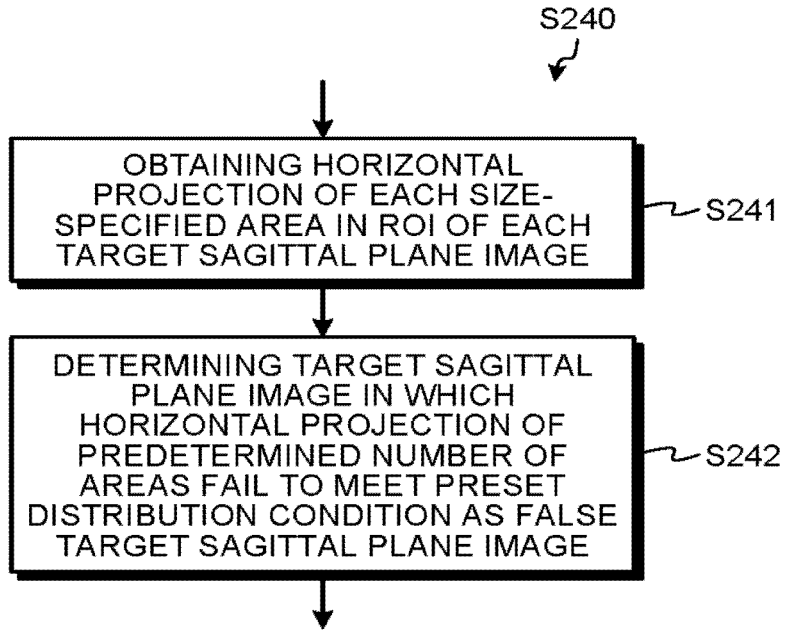 S240
OBTAINING HORIZONTAL
PROJECTION OF EACH SIZE-
SPECIFIED AREA IN ROI OF EACH
TARGET SAGITTAL PLANE IMAGE
S241
DETERMINING TARGET SAGITTAL
PLANE IMAGE IN WHICH
HORIZONTAL PROJECTION OF
PREDETERMINED NUMBER OF
AREAS FAIL TO MEET PRESET
DISTRIBUTION CONDITION AS FALSE
TARGET SAGITTAL PLANE IMAGE
S242